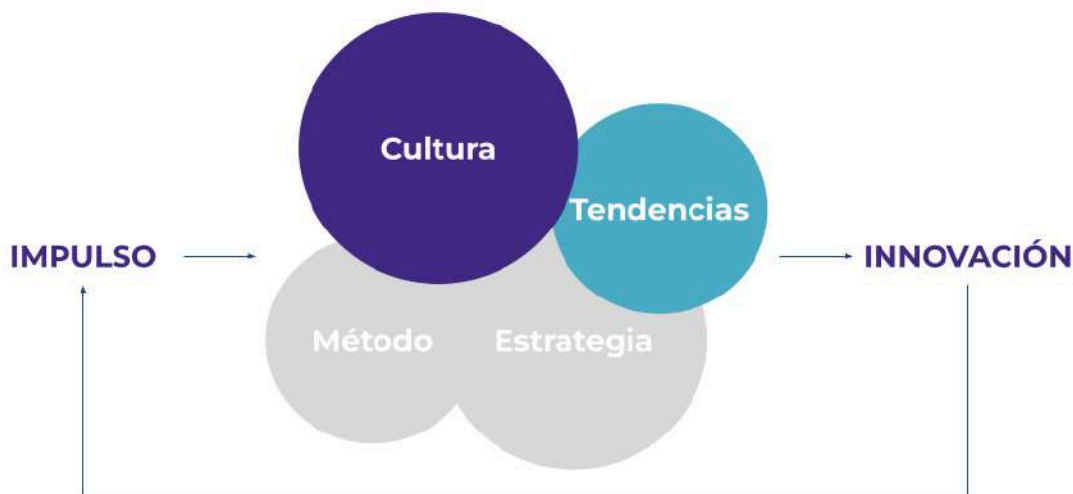 Cultura
Tendencias
IMPULSO
INNOVACIÓN
Método
Estrategia